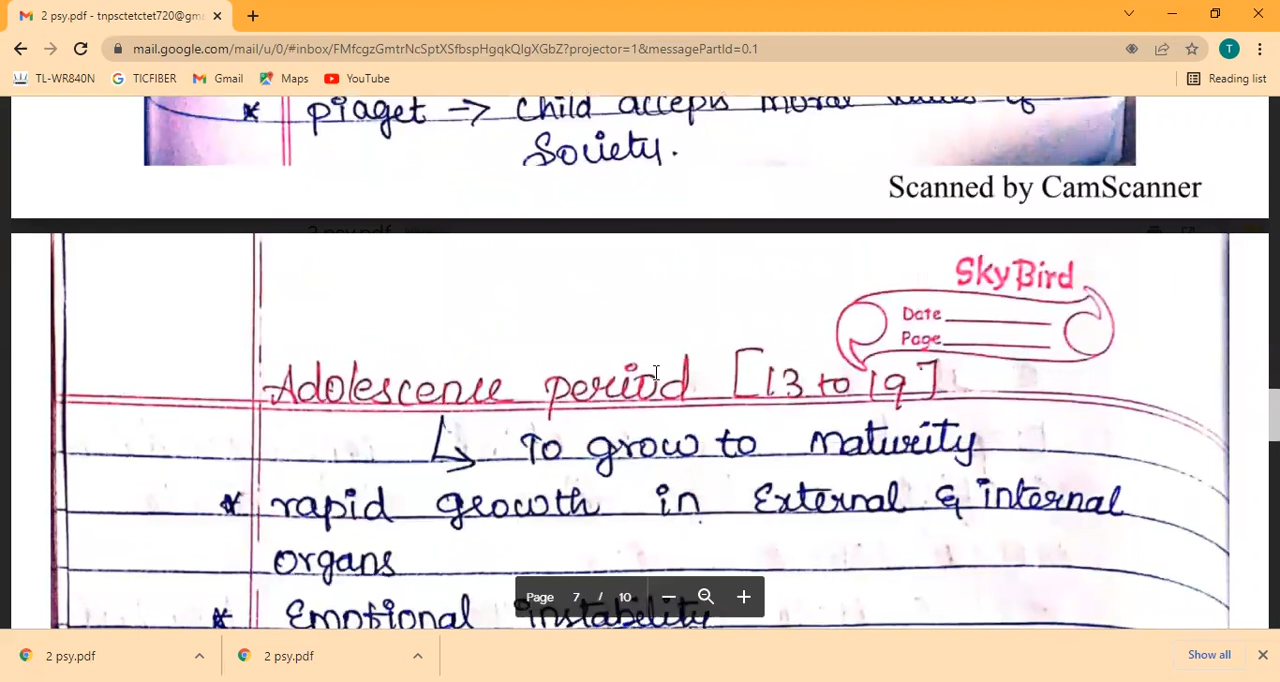 2 psy.pdf - tnpsctetctet720@gm
mail.google.com/mail/u/0/#inbox/FMfcgzGmtrNcSptXSfbspHgqkQlgXGbZ?projector=1&messagePartId=0.1
T
TL-WR840N
TICFIBER
Gmail
Maps
YouTube
Reading list
* Piaget → Child accepts moral values of
Society.
Scanned by CamScanner
2 psy.pdf
SkyBird
Date
Page
Adolescence period [13 to 19]
↳ To grow to maturity
* rapid growth in External & internal
organs
* Emotional instability
Page 7 / 10
2 psy.pdf
2 psy.pdf
Show all